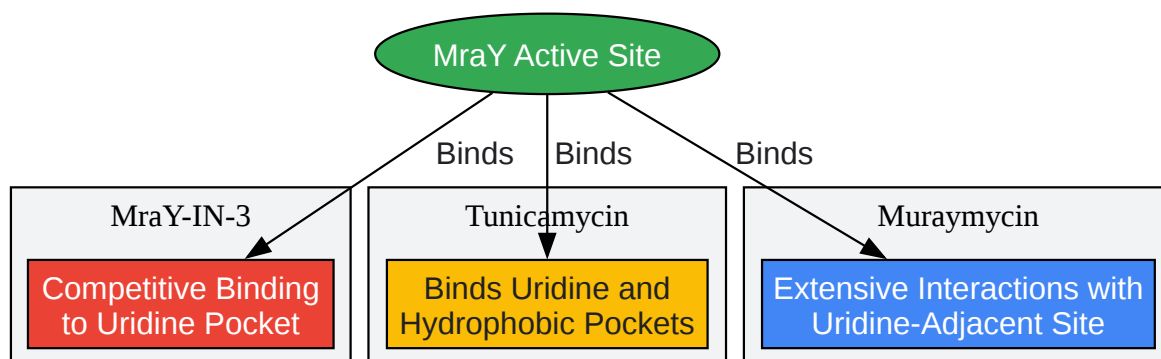 MraY Active Site
Binds
Binds
Binds
MraY-IN-3
Tunicamycin
Muraymycin
Competitive Binding
to Uridine Pocket
Binds Uridine and
Hydrophobic Pockets
Extensive Interactions with
Uridine-Adjacent Site